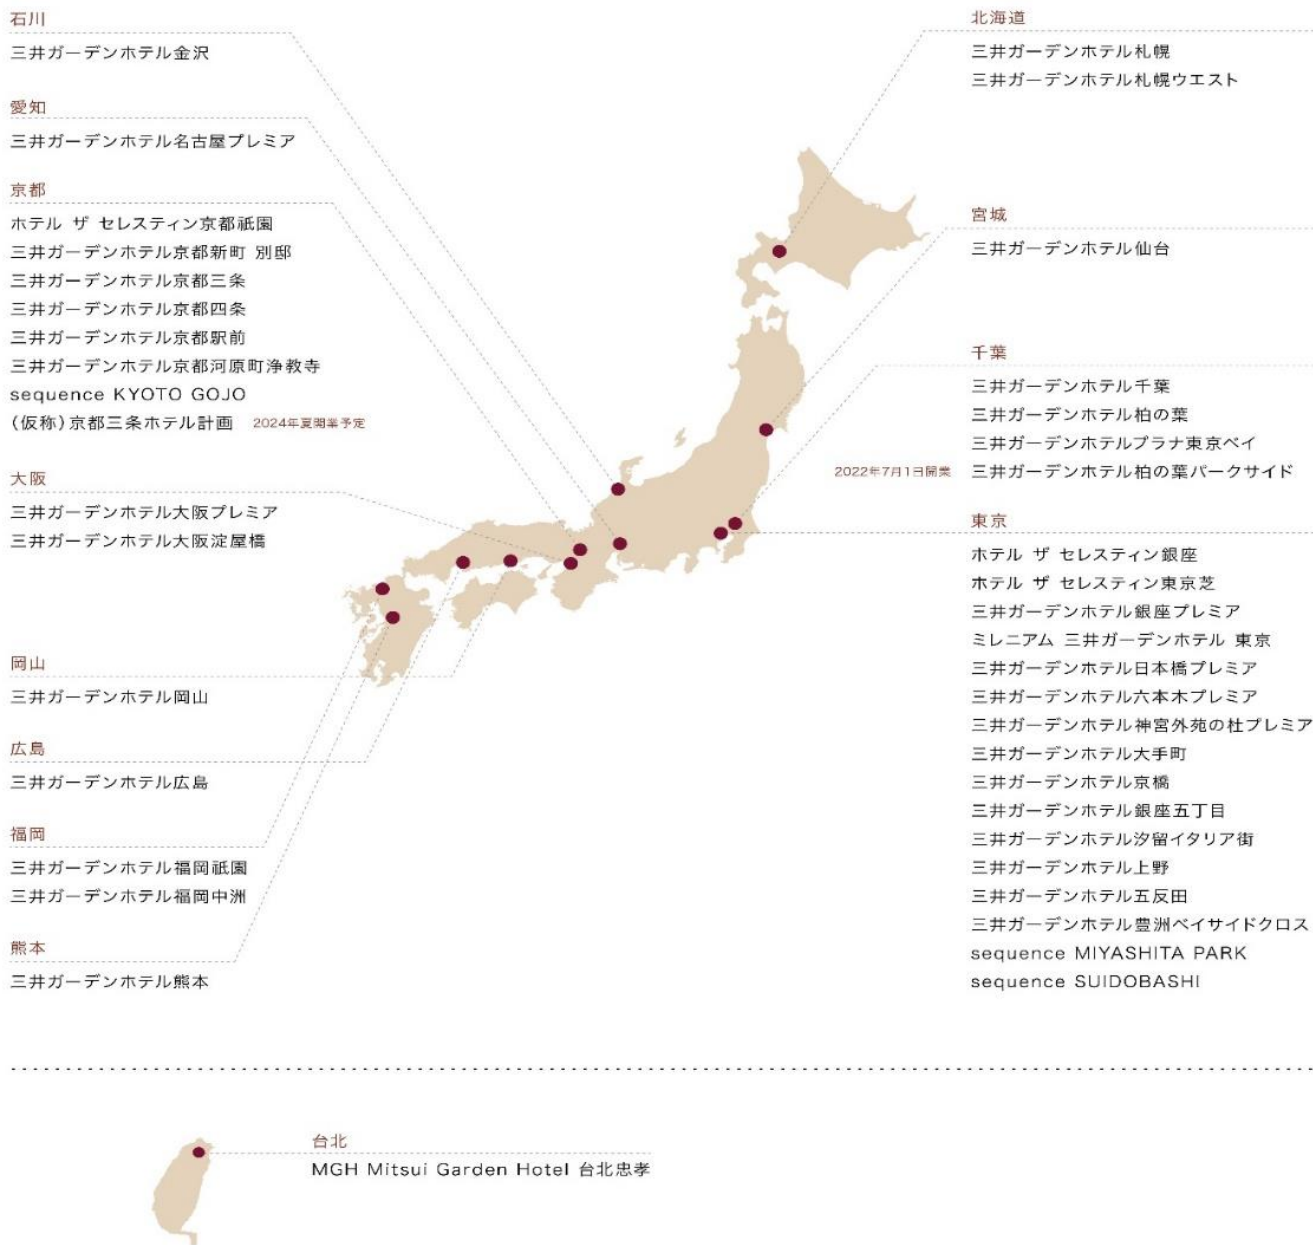 石川
三井ガーデンホテル金沢
愛知
三井ガーデンホテル名古屋プレミア
京都
ホテル ザ セレスティン京都祇園
三井ガーデンホテル京都新町 別邸
三井ガーデンホテル京都三条
三井ガーデンホテル京都四条
三井ガーデンホテル京都駅前
三井ガーデンホテル京都河原町浄教寺
sequence KYOTO GOJO
(仮称)京都三条ホテル計画 2024年夏開業予定
大阪
三井ガーデンホテル大阪プレミア
三井ガーデンホテル大阪淀屋橋
岡山
三井ガーデンホテル岡山
広島
三井ガーデンホテル広島
福岡
三井ガーデンホテル福岡祇園
三井ガーデンホテル福岡中洲
熊本
三井ガーデンホテル熊本
北海道
三井ガーデンホテル札幌
三井ガーデンホテル札幌ウエスト
宮城
三井ガーデンホテル仙台
千葉
三井ガーデンホテル千葉
三井ガーデンホテル柏の葉
三井ガーデンホテルプラナ東京ベイ
2022年7月1日開業 三井ガーデンホテル柏の葉パークサイド
東京
ホテル ザ セレスティン銀座
ホテル ザ セレスティン東京芝
三井ガーデンホテル銀座プレミア
ミレニアム 三井ガーデンホテル 東京
三井ガーデンホテル日本橋プレミア
三井ガーデンホテル六本木プレミア
三井ガーデンホテル神宮外苑の杜プレミア
三井ガーデンホテル大手町
三井ガーデンホテル京橋
三井ガーデンホテル銀座五丁目
三井ガーデンホテル汐留イタリア街
三井ガーデンホテル上野
三井ガーデンホテル五反田
三井ガーデンホテル豊洲ベイサイドクロス
sequence MIYASHITA PARK
sequence SUIDOBASHI
台北
MGH Mitsui Garden Hotel 台北忠孝